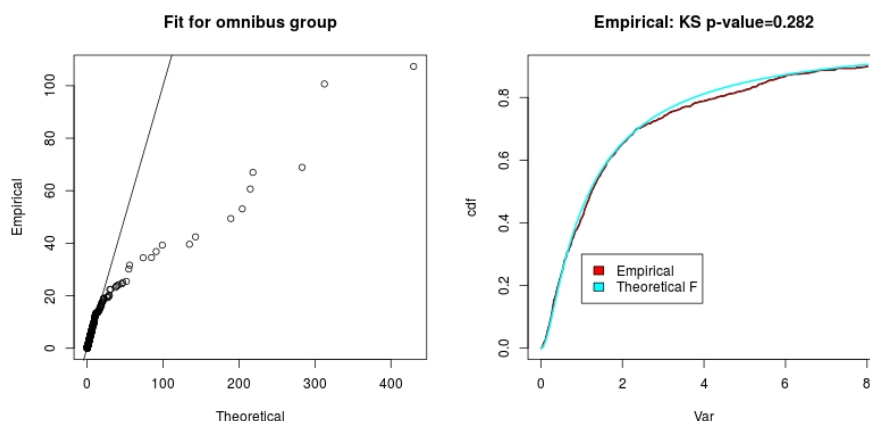 Fit for omnibus group
Empirical
0 20 40 60 80 100
0 100 200 300 400
Theoretical
Empirical: KS p-value=0.282
cdf
0.0 0.2 0.4 0.6 0.8
Empirical
Theoretical F
0 2 4 6 8
Var